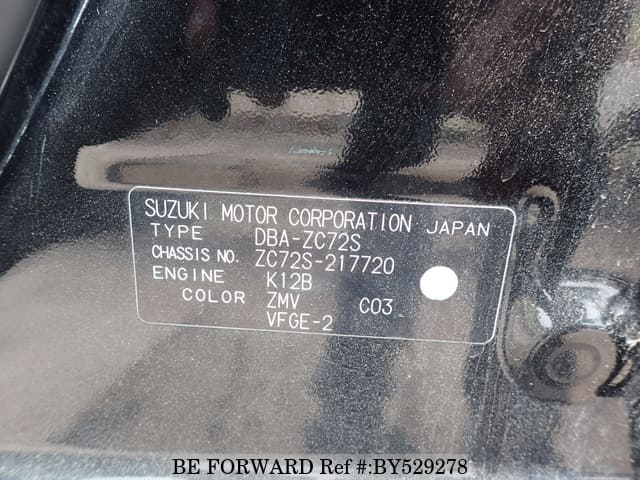 SUZUKI MOTOR CORPORATION JAPAN
TYPE DBA-ZC72S
CHASSIS NO. ZC72S-217720
ENGINE K12B
COLOR ZMV C03
VFGE-2
BE FORWARD Ref #:BY529278